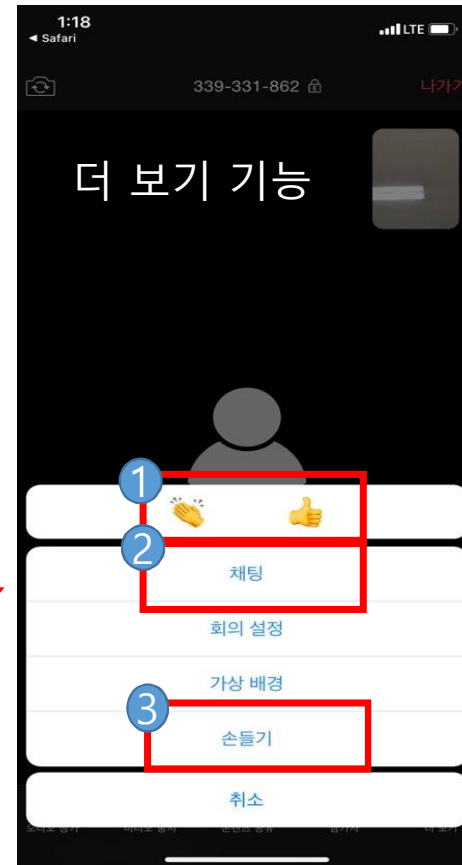 1:18
LTE
◀ Safari
339-331-862
나가기
더 보기 기능
1
2
채팅
회의 설정
가상 배경
3
손들기
취소